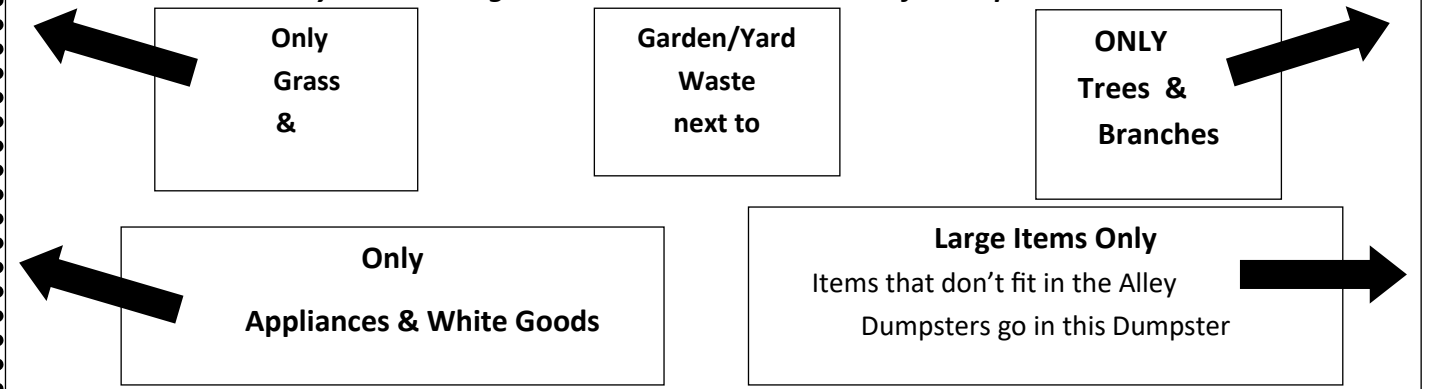 Only
Grass
&
Garden/Yard
Waste
next to
ONLY
Trees &
Branches
Only
Appliances & White Goods
Large Items Only
Items that don't fit in the Alley
Dumpsters go in this Dumpster